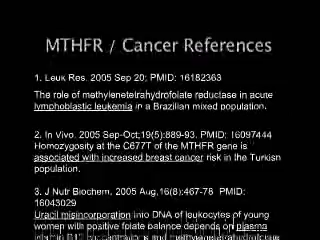 MTHFR / Cancer References
1. Leuk Res. 2005 Sep 20; PMID: 16182363
The role of methylenetetrahydrofolate reductase in acute
lymphoblastic leukemia in a Brazilian mixed population.
2. In Vivo. 2005 Sep-Oct;19(5):889-93. PMID: 16097444
Homozygosity at the C677T of the MTHFR gene is
associated with increased breast cancer risk in the Turkish
population.
3. J Nutr Biochem. 2005 Aug;16(8):467-78. PMID:
16043029
Uracil misincorporation into DNA of leukocytes of young
women with positive folate balance depends on plasma